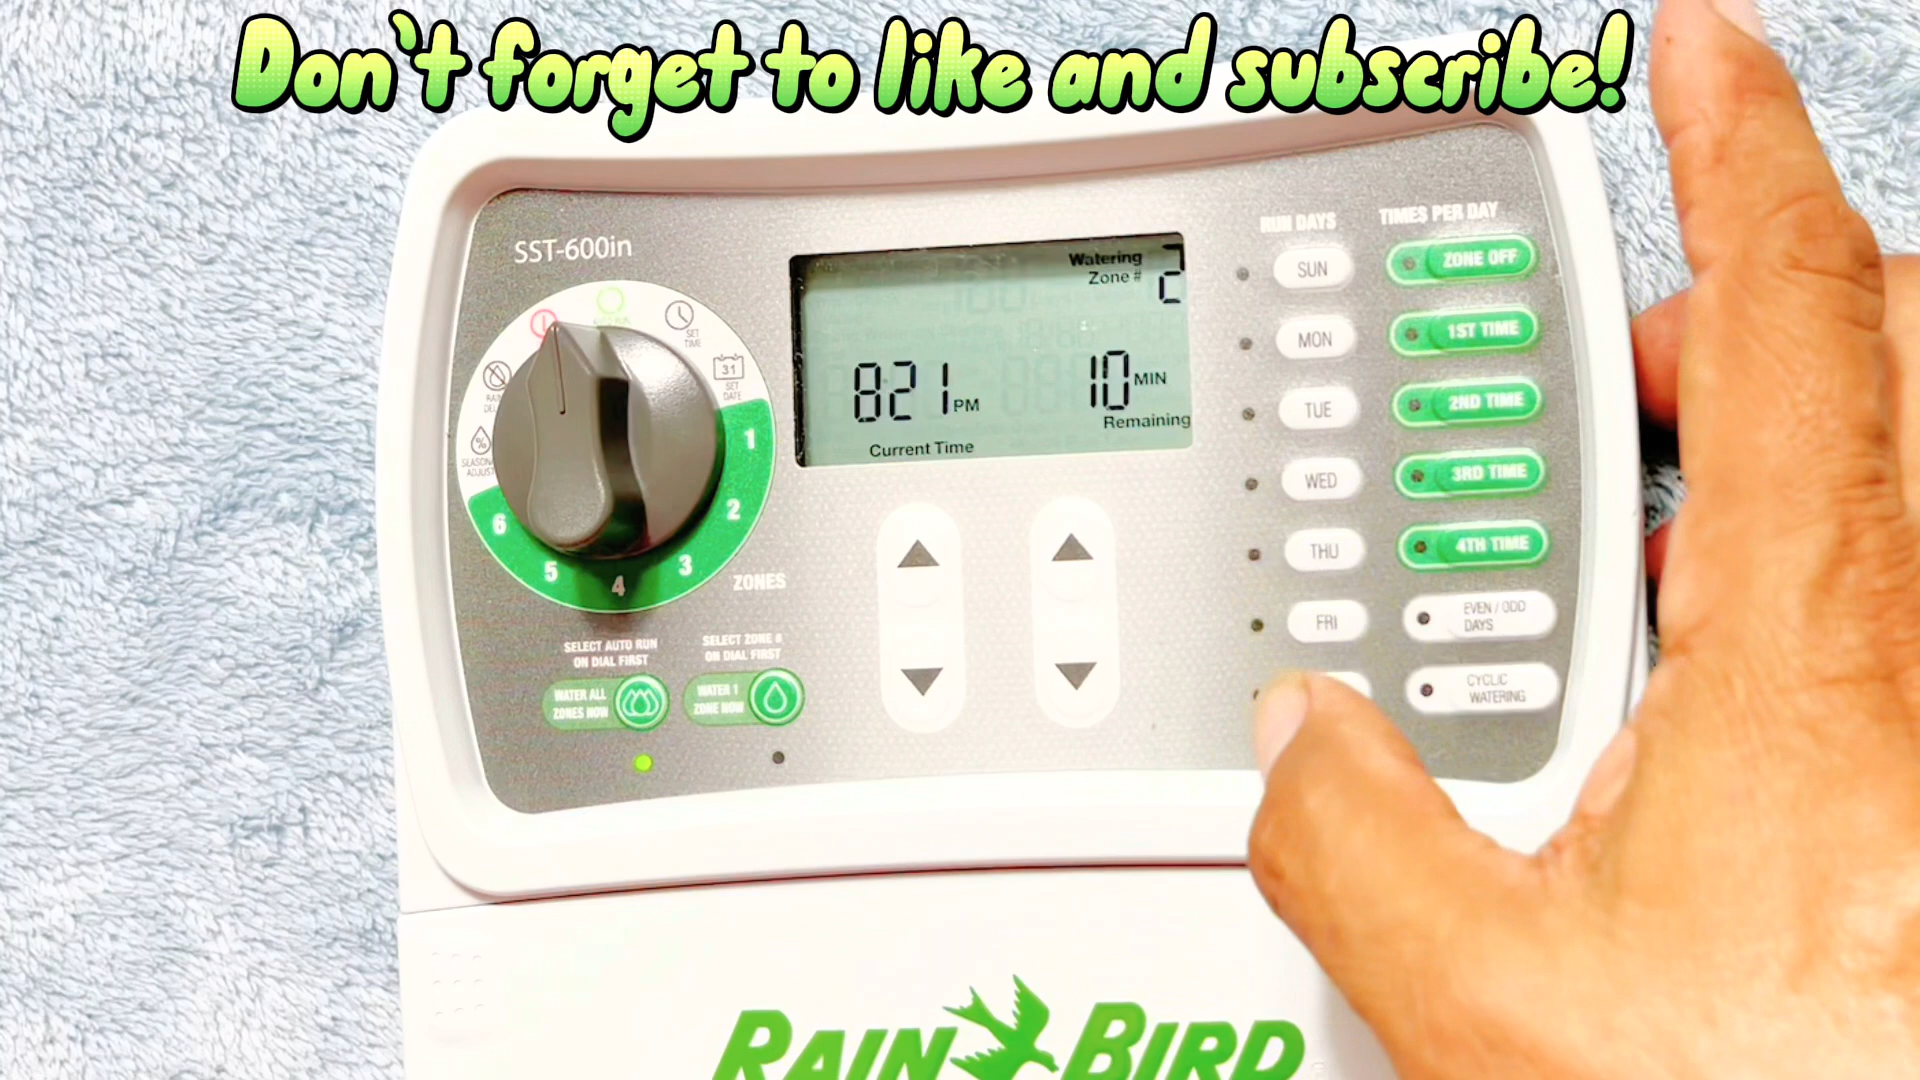 Don't forget to like and subscribe!
SST-600in
SET TIME
31
SET DATE
1
2
3
4
5
6
ZONES
SELECT AUTO RUN
ON DIAL FIRST
WATER ALL
ZONES NOW
SELECT ZONE #
ON DIAL FIRST
WATER 1
ZONE NOW
Watering
Zone # 2
821 PM
10 MIN
Remaining
Current Time
RUN DAYS
SUN
MON
TUE
WED
THU
FRI
TIMES PER DAY
ZONE OFF
1ST TIME
2ND TIME
3RD TIME
4TH TIME
EVEN / ODD
DAYS
CYCLIC
WATERING
RAIN BIRD